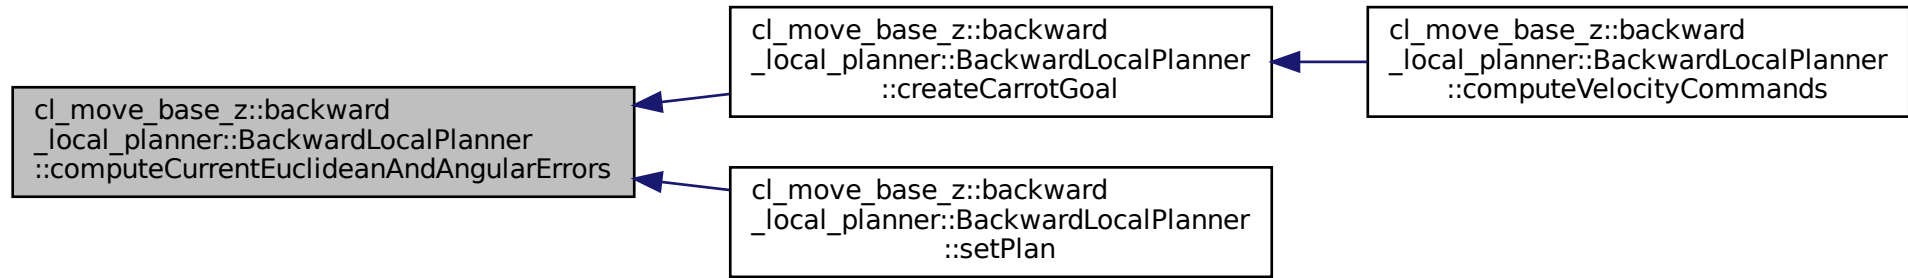 cl_move_base_z::backward
_local_planner::BackwardLocalPlanner
::computeCurrentEuclideanAndAngularErrors
cl_move_base_z::backward
_local_planner::BackwardLocalPlanner
::createCarrotGoal
cl_move_base_z::backward
_local_planner::BackwardLocalPlanner
::computeVelocityCommands
cl_move_base_z::backward
_local_planner::BackwardLocalPlanner
::setPlan